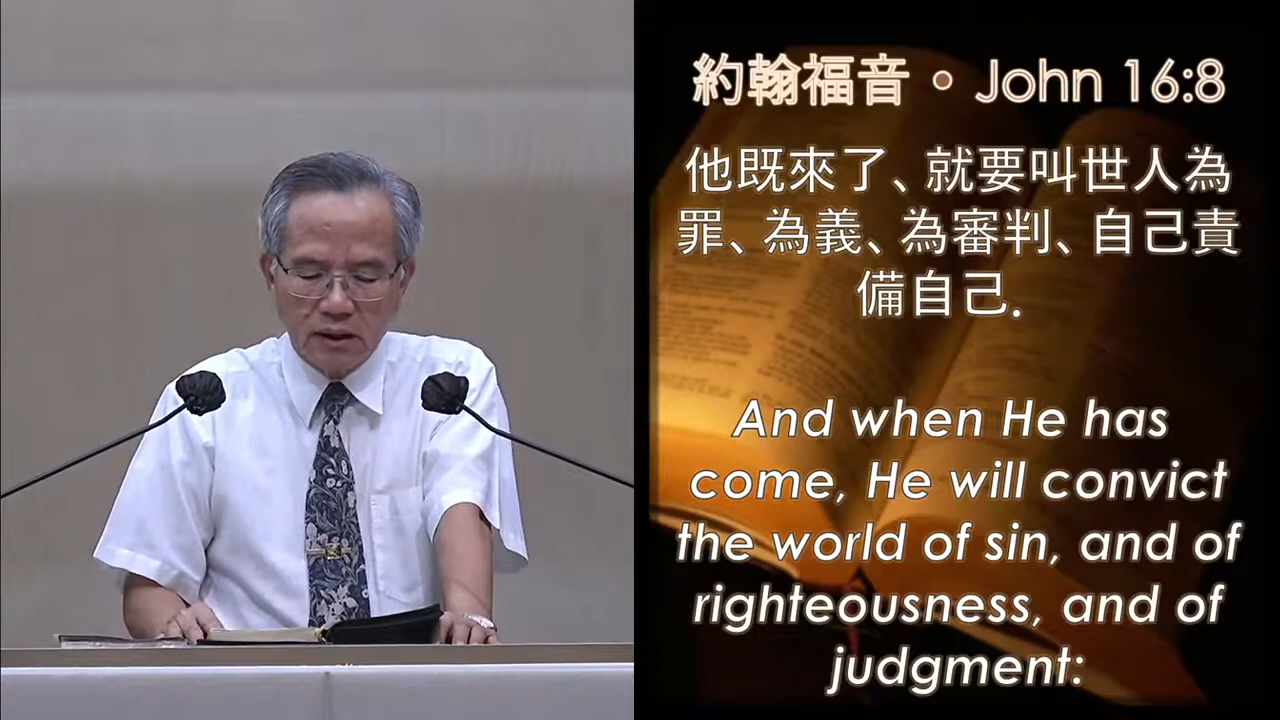 約翰福音 • John 16:8
他既來了、就要叫世人為
罪、為義、為審判、自己責
備自己.
And when He has
come, He will convict
the world of sin, and of
righteousness, and of
judgment: